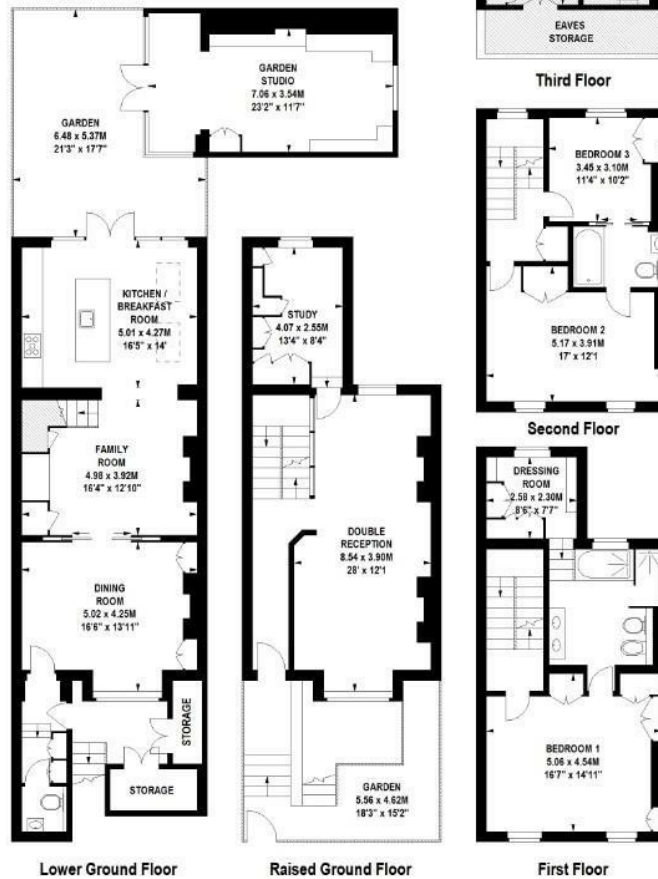 GARDEN
STUDIO
7.06 x 3.54M
23'2" x 11'7"
GARDEN
6.48 x 5.37M
21'3" x 17'7"
KITCHEN /
BREAKFAST
ROOM
5.01 x 4.27M
16'5" x 14'
FAMILY
ROOM
4.98 x 3.92M
16'4" x 12'10"
DINING
ROOM
5.02 x 4.25M
16'6" x 13'11"
STORAGE
STORAGE
Lower Ground Floor
STUDY
4.07 x 2.55M
13'4" x 8'4"
DOUBLE
RECEPTION
8.54 x 3.90M
28' x 12'1
GARDEN
5.56 x 4.62M
18'3" x 15'2"
Raised Ground Floor
EAVES
STORAGE
Third Floor
BEDROOM 3
3.45 x 3.10M
11'4" x 10'2"
BEDROOM 2
5.17 x 3.91M
17' x 12'1
Second Floor
DRESSING
ROOM
2.58 x 2.30M
8'6" x 7'7"
BEDROOM 1
5.06 x 4.54M
16'7" x 14'11"
First Floor